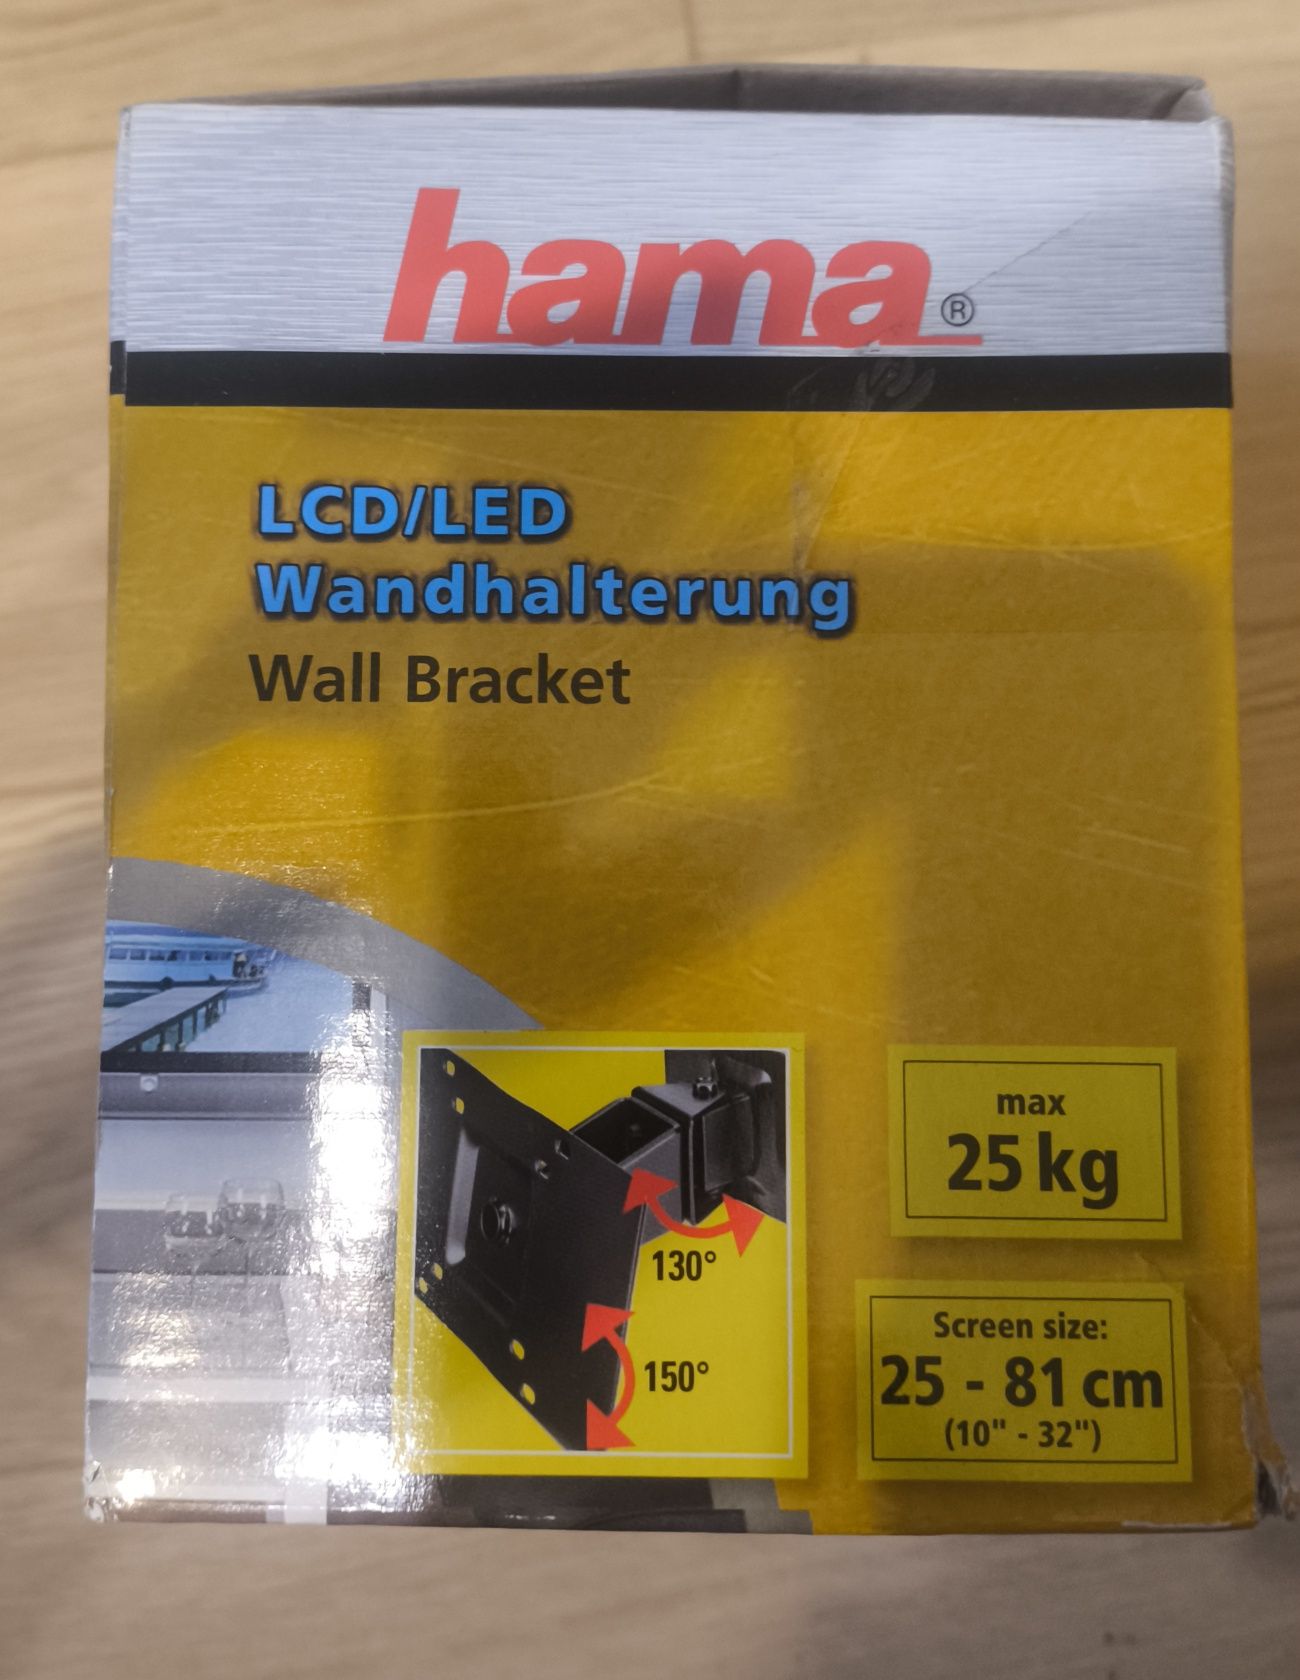 hama®
LCD/LED
Wandhalterung
Wall Bracket
max
25 kg
130°
150°
Screen size:
25 - 81 cm
(10" - 32")